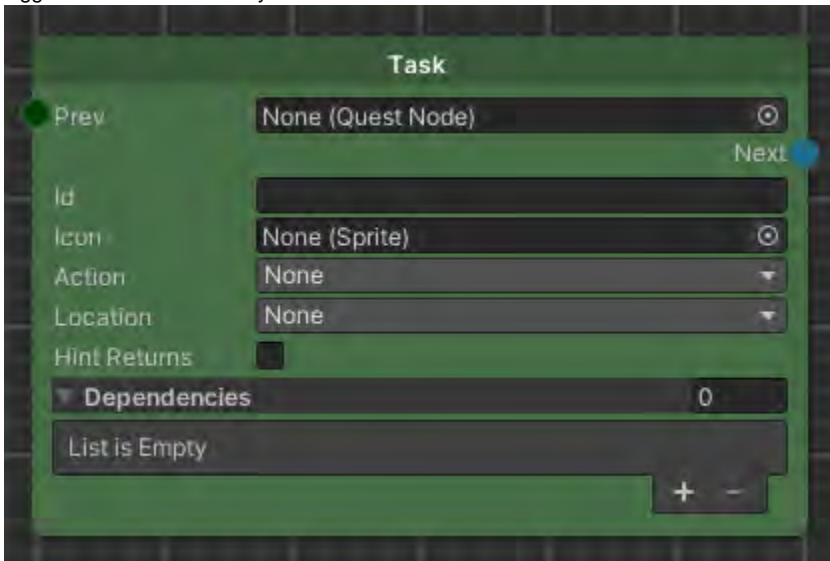 Task
Prev None (Quest Node)
Next
Id
Icon None (Sprite)
Action None
Location None
Hint Returns
Dependencies 0
List is Empty
+ -